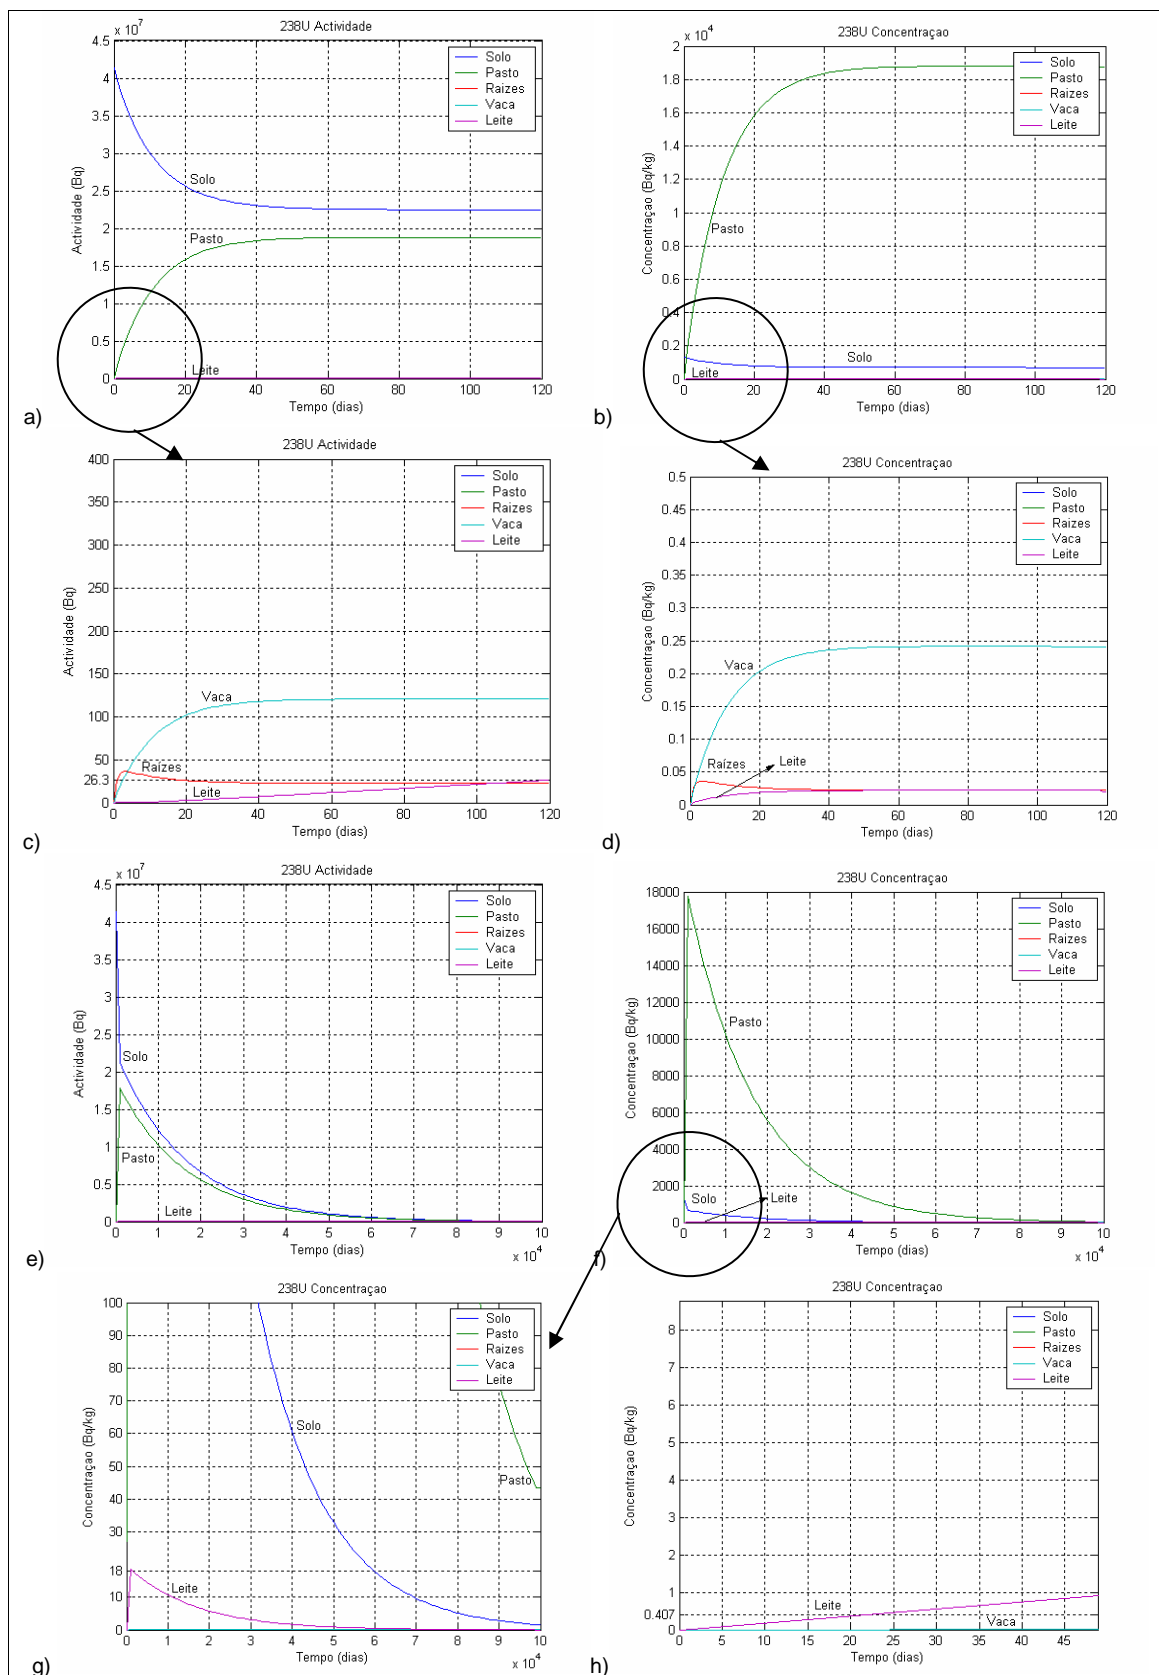 238U Actividade
x 10^7
4.5
4
3.5
3
2.5
2
1.5
1
0.5
0
Actividade (Bq)
Solo
Pasto
Raizes
Vaca
Leite
Solo
Pasto
Leite
0 20 40 60 80 100 120
Tempo (dias)
a)
238U Concentraçao
x 10^4
2
1.8
1.6
1.4
1.2
1
0.8
0.6
0.4
0.2
0
Concentraçao (Bq/kg)
Solo
Pasto
Raizes
Vaca
Leite
Pasto
Solo
Leite
0 20 40 60 80 100 120
Tempo (dias)
b)
238U Actividade
400
350
300
250
200
150
100
50
26.3
0
Actividade (Bq)
Solo
Pasto
Raizes
Vaca
Leite
Vaca
Raízes
Leite
0 20 40 60 80 100 120
Tempo (dias)
c)
238U Concentraçao
0.5
0.45
0.4
0.35
0.3
0.25
0.2
0.15
0.1
0.05
0
Concentraçao (Bq/kg)
Solo
Pasto
Raizes
Vaca
Leite
Vaca
Raízes
Leite
0 20 40 60 80 100 120
Tempo (dias)
d)
238U Actividade
x 10^7
4.5
4
3.5
3
2.5
2
1.5
1
0.5
0
Actividade (Bq)
Solo
Pasto
Raizes
Vaca
Leite
Solo
Pasto
Leite
0 1 2 3 4 5 6 7 8 9 10
Tempo (dias)
x 10^4
e)
238U Concentraçao
18000
16000
14000
12000
10000
8000
6000
4000
2000
0
Concentraçao (Bq/kg)
Solo
Pasto
Raizes
Vaca
Leite
Pasto
Solo
Leite
0 1 2 3 4 5 6 7 8 9 10
Tempo (dias)
x 10^4
f)
238U Concentraçao
100
90
80
70
60
50
40
30
18
10
0
Concentraçao (Bq/kg)
Solo
Pasto
Raizes
Vaca
Leite
Solo
Pasto
Leite
0 10 20 30 40 50 60 70 80 90 100
Tempo (dias)
x 10^4
g)
238U Concentraçao
8
7
6
5
4
3
2
1
0.407
0
Concentraçao (Bq/kg)
Solo
Pasto
Raizes
Vaca
Leite
Leite
Vaca
0 5 10 15 20 25 30 35 40 45
Tempo (dias)
h)